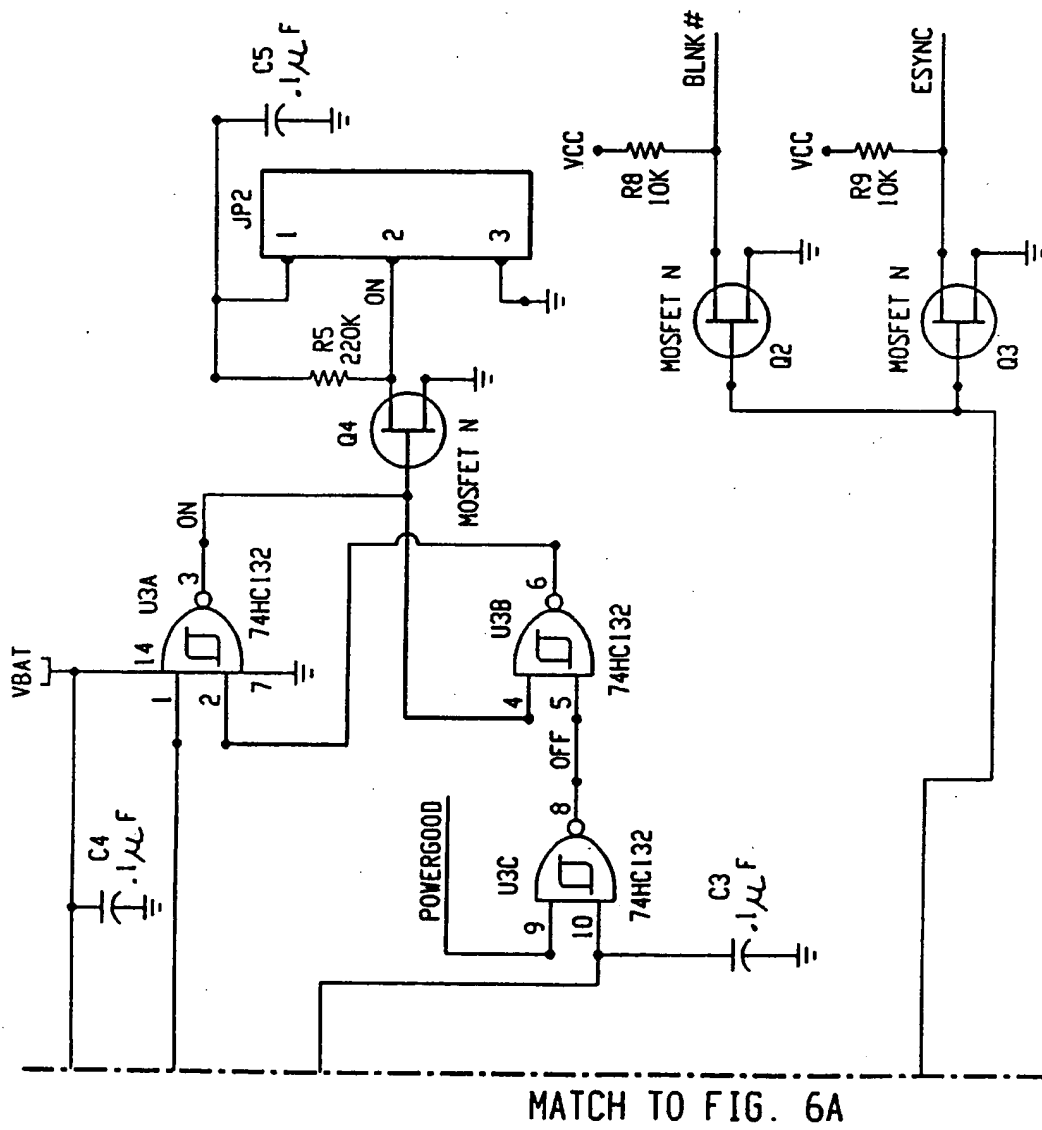 VBAT
C4
.1μF
14
1
2
7
U3A
3
74HC132
ON
Q4
MOSFET N
R5
220K
ON
JP2
1
2
3
C5
.1μF
POWERGOOD
U3C
9
10
8
74HC132
OFF
U3B
4
5
6
74HC132
C3
.1μF
MOSFET N
Q2
VCC
R8
10K
BLNK#
MOSFET N
Q3
VCC
R9
10K
ESYNC
MATCH TO FIG. 6A